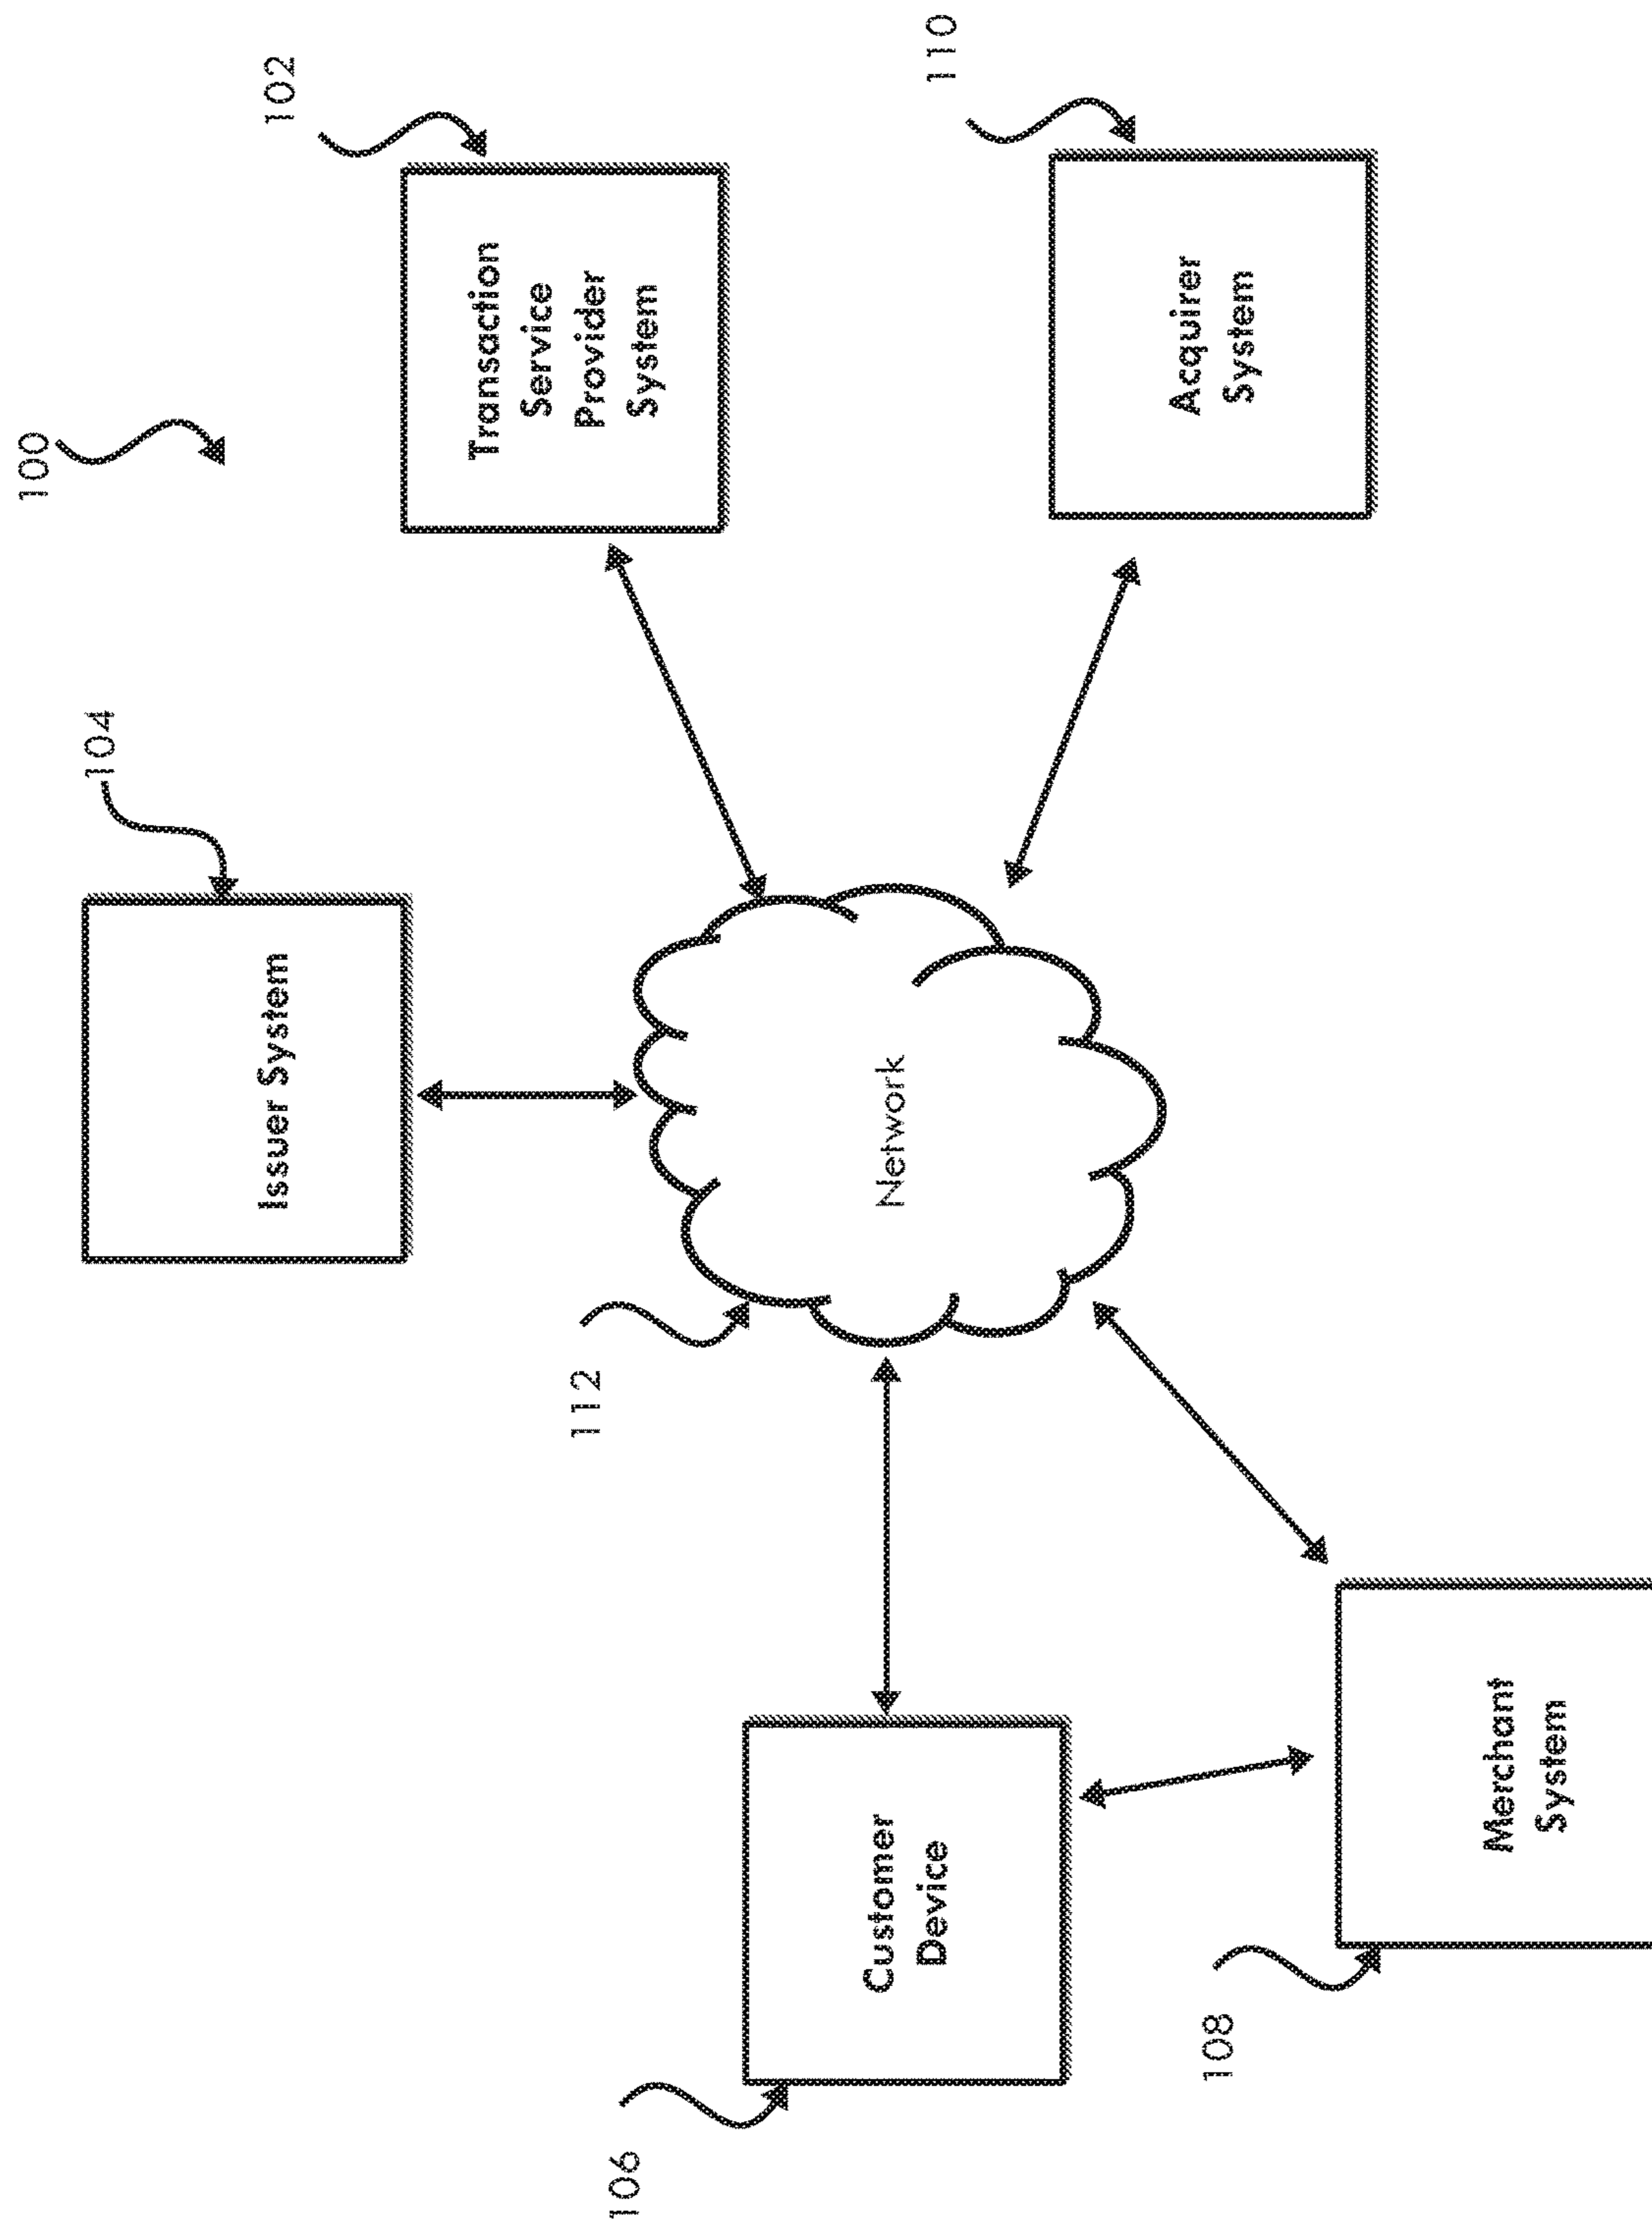 100
102
Transaction
Service
Provider
System
104
Issuer System
110
Acquirer
System
112
Network
106
Customer
Device
108
Merchant
System